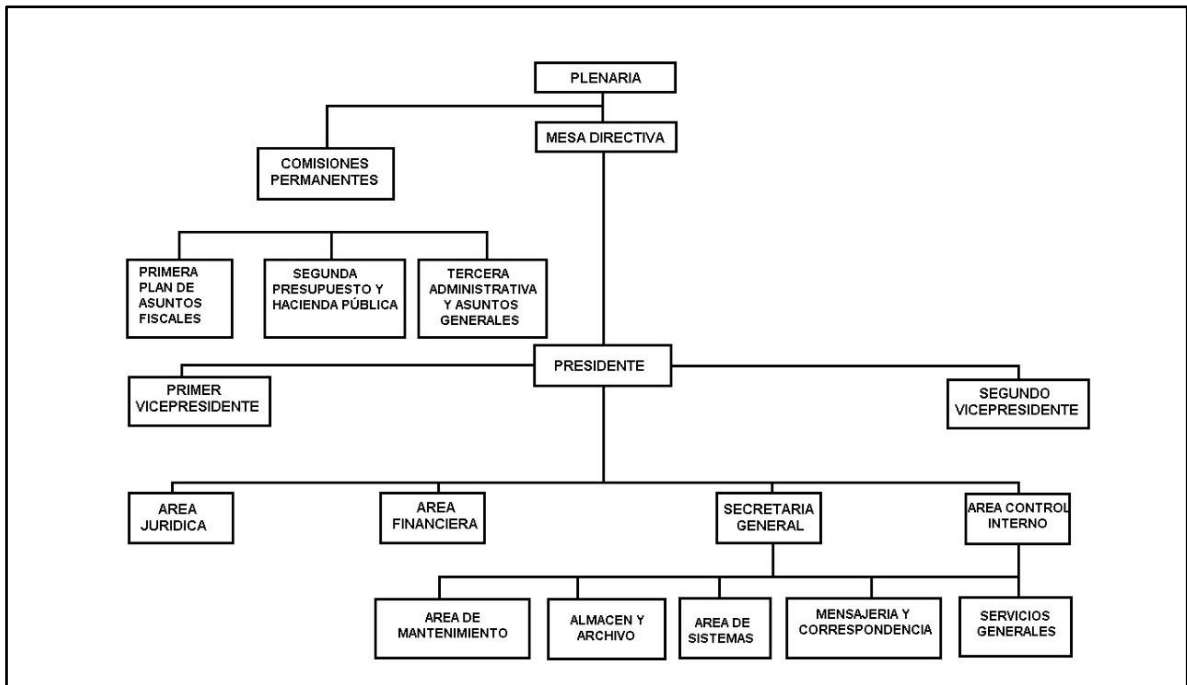 PLENARIA
MESA DIRECTIVA
COMISIONES
PERMANENTES
PRIMERA
PLAN DE
ASUNTOS
FISCALES
SEGUNDA
PRESUPUESTO Y
HACIENDA PÚBLICA
TERCERA
ADMINISTRATIVA
Y ASUNTOS
GENERALES
PRESIDENTE
PRIMER
VICEPRESIDENTE
SEGUNDO
VICEPRESIDENTE
AREA
JURIDICA
AREA
FINANCIERA
SECRETARIA
GENERAL
AREA CONTROL
INTERNO
AREA DE
MANTENIMIENTO
ALMACEN Y
ARCHIVO
AREA DE
SISTEMAS
MENSAJERIA Y
CORRESPONDENCIA
SERVICIOS
GENERALES